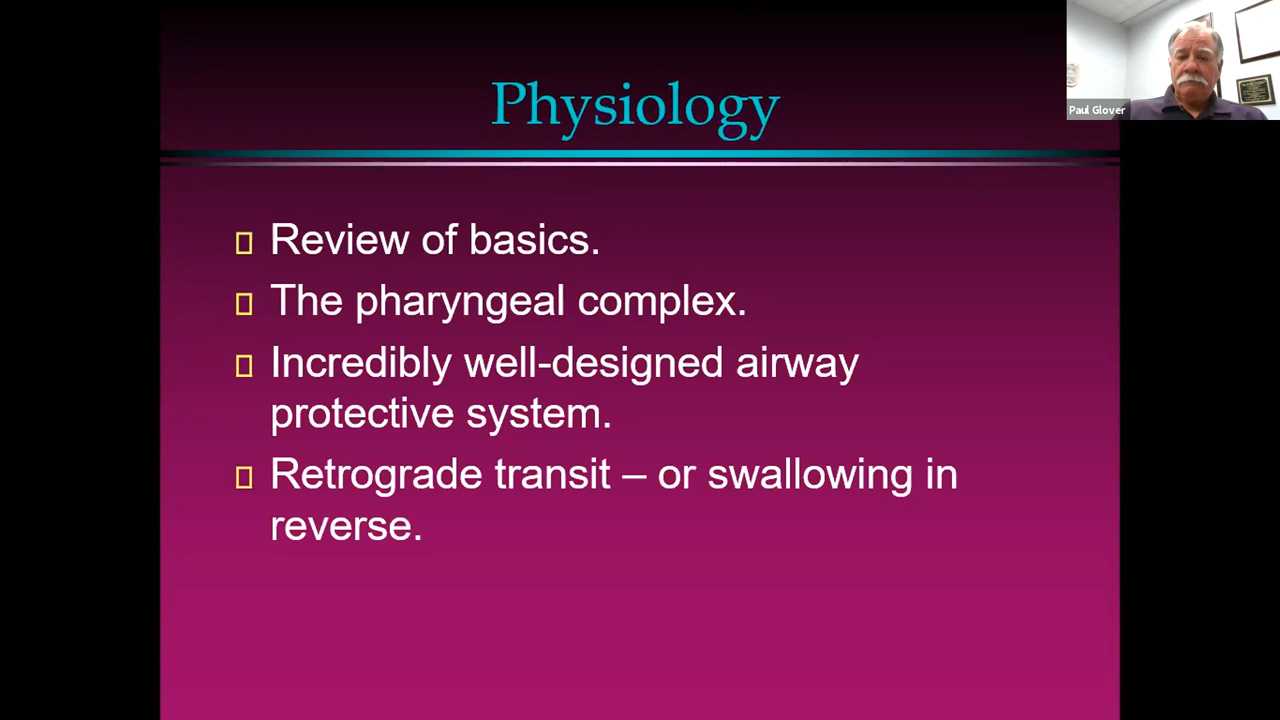 Physiology
Paul Glover
Review of basics.
The pharyngeal complex.
Incredibly well-designed airway
protective system.
Retrograde transit – or swallowing in
reverse.